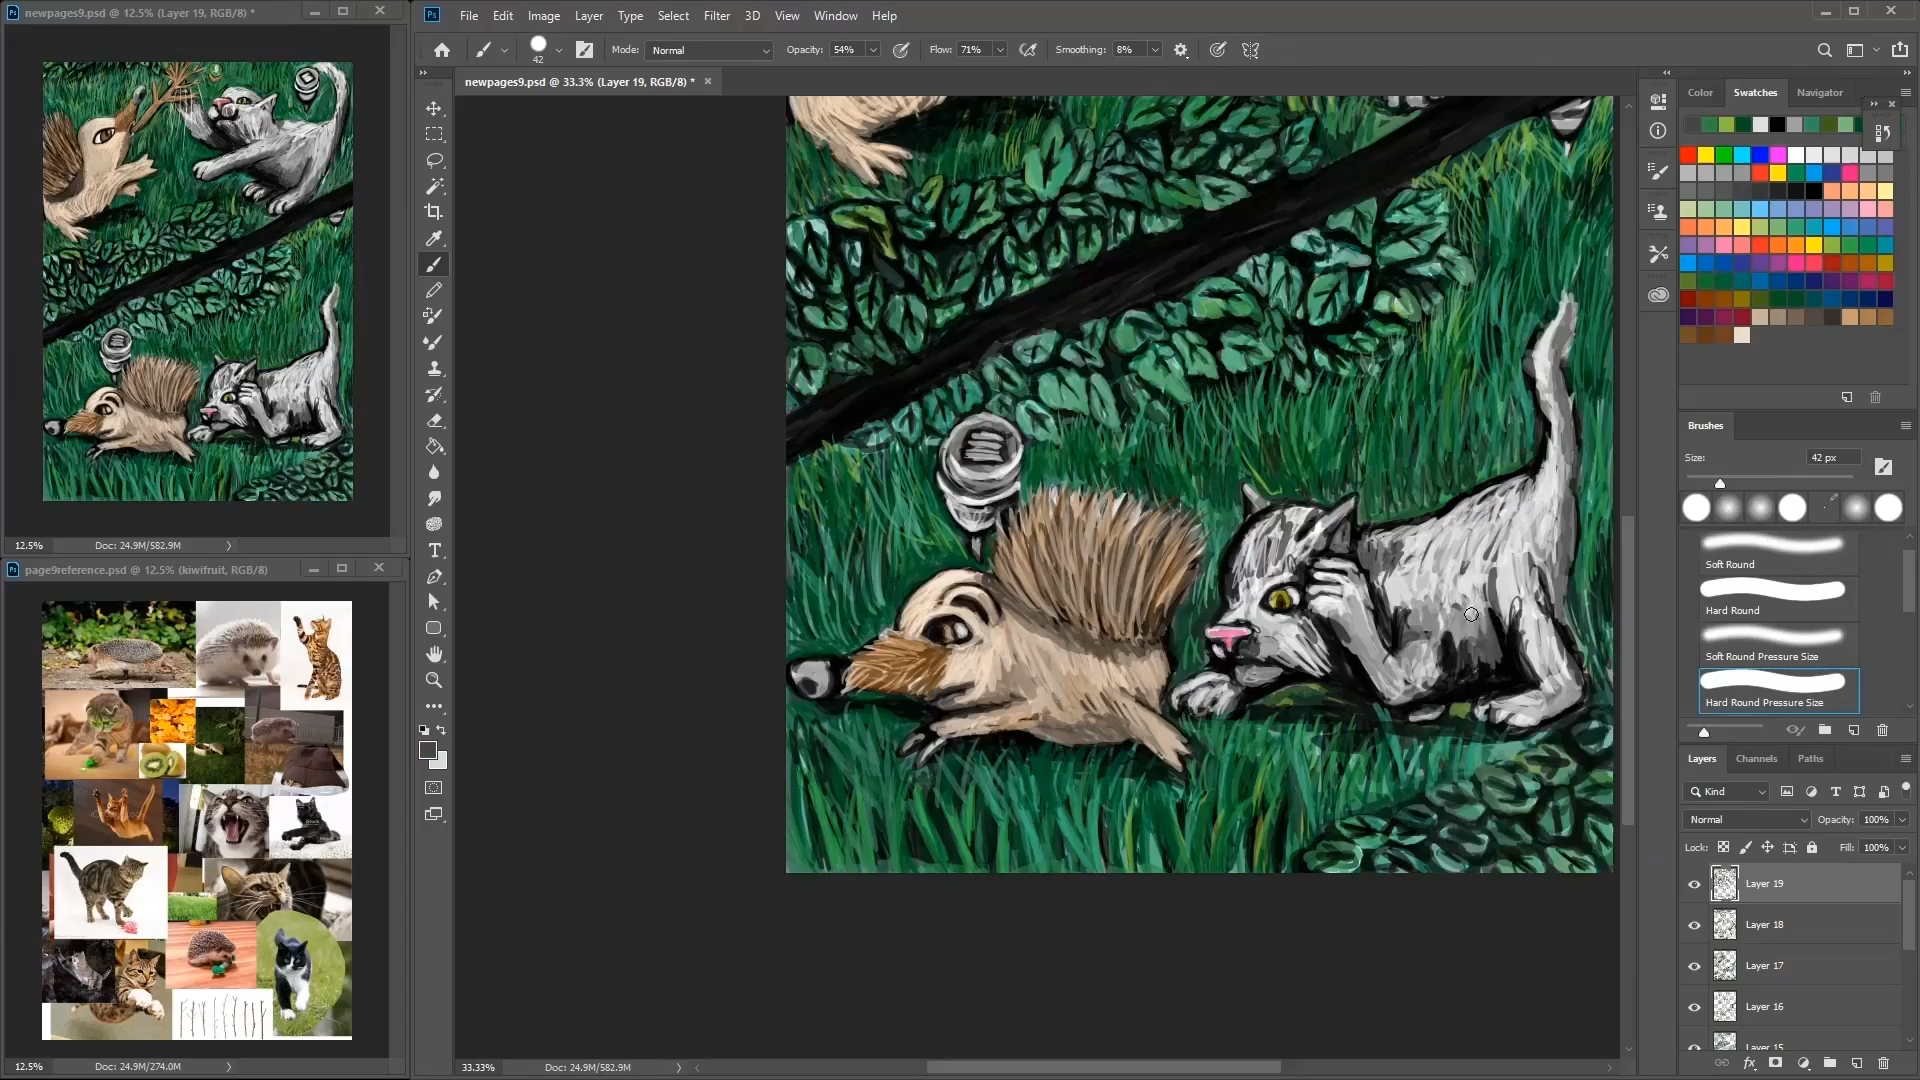 newpages9.psd @ 12.5% (Layer 19, RGB/8) *
12.5%
Doc: 24.9M/582.9M
page9reference.psd @ 12.5% (kiwifruit, RGB/8)
12.5%
Doc: 24.9M/274.0M
File Edit Image Layer Type Select Filter 3D View Window Help
42
Mode: Normal
Opacity: 54%
Flow: 71%
Smoothing: 8%
newpages9.psd @ 33.3% (Layer 19, RGB/8) *
33.33%
Doc: 24.9M/582.9M
Color Swatches Navigator
Brushes
Size: 42 px
Soft Round
Hard Round
Soft Round Pressure Size
Hard Round Pressure Size
Layers Channels Paths
Kind
Normal
Opacity: 100%
Lock:
Fill: 100%
Layer 19
Layer 18
Layer 17
Layer 16
Layer 15